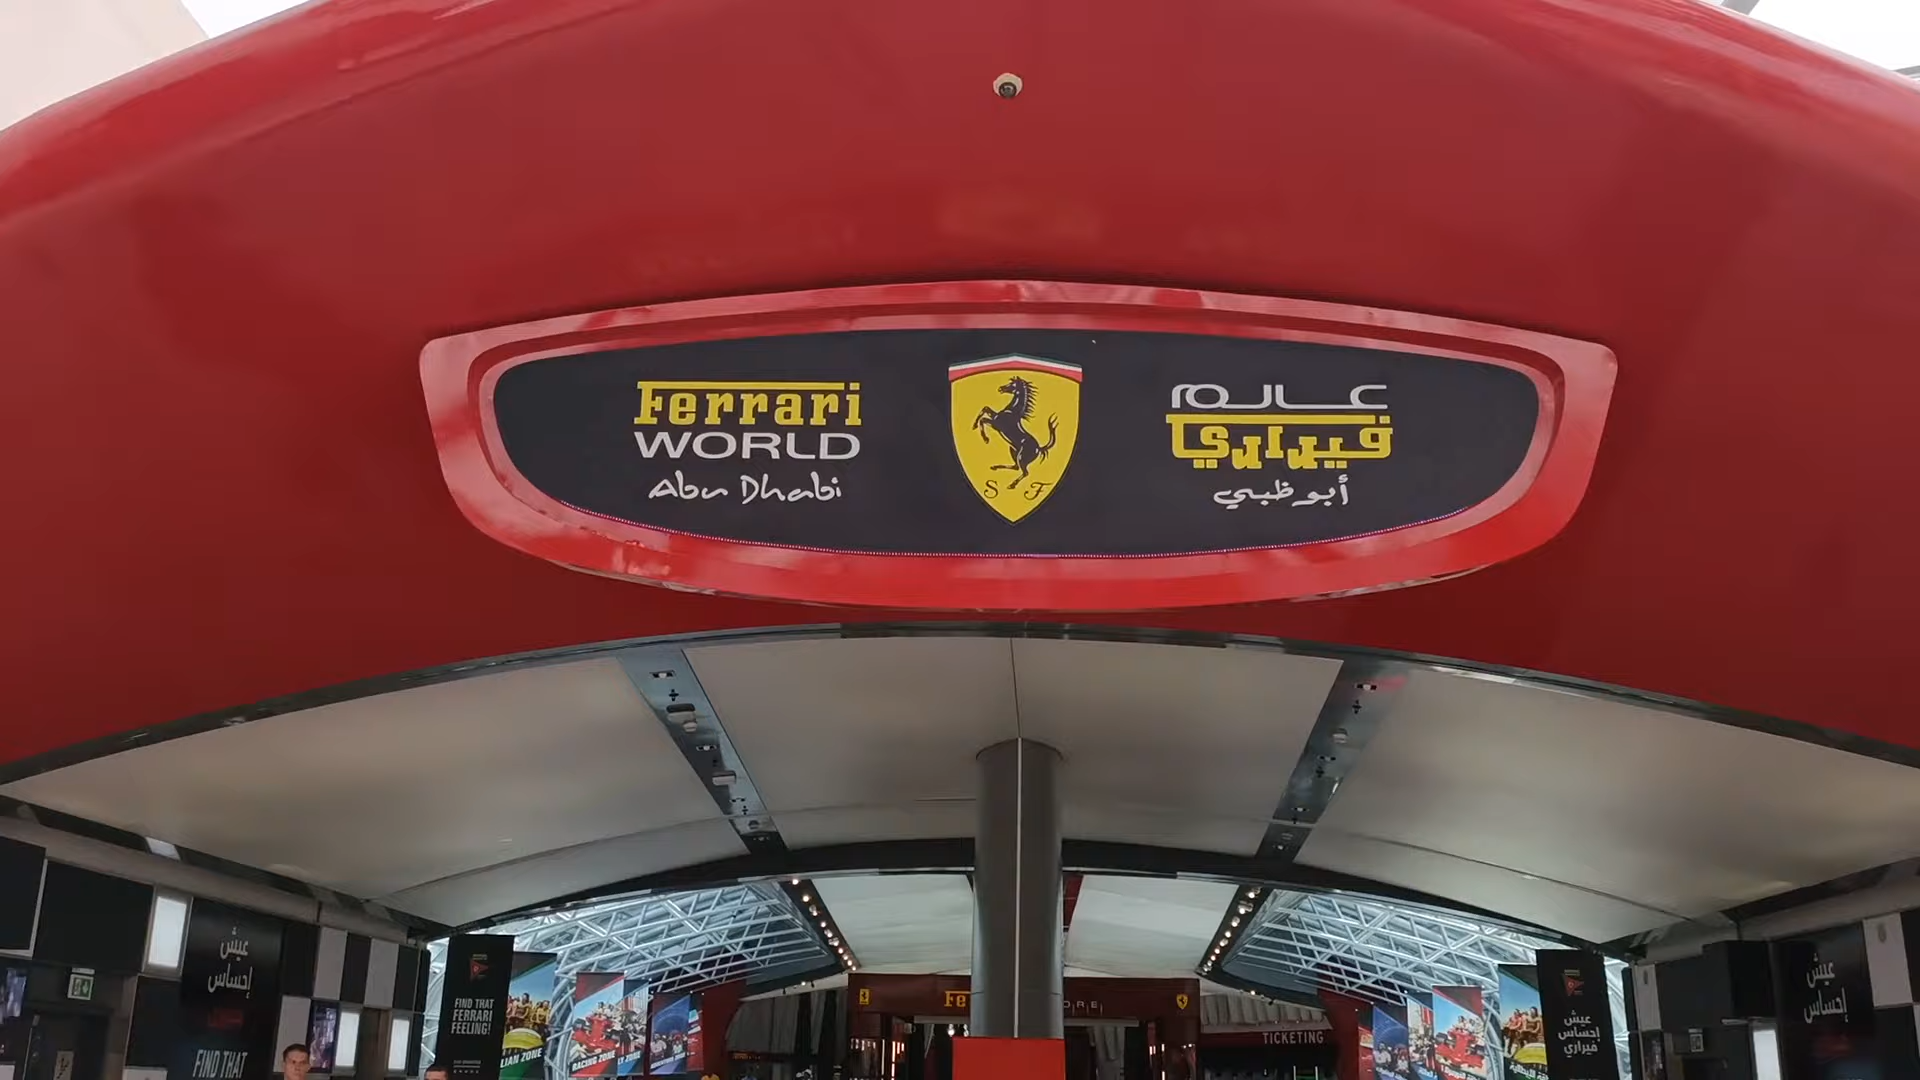 Ferrari
WORLD
Abu Dhabi
S F
عالم
فيراري
أبوظبي
عيش
إحساس
FIND THAT
FIND THAT
FERRARI
FEELING!
RACING ZONE
TICKETING
عيش
إحساس
فيراري
عيش
إحساس